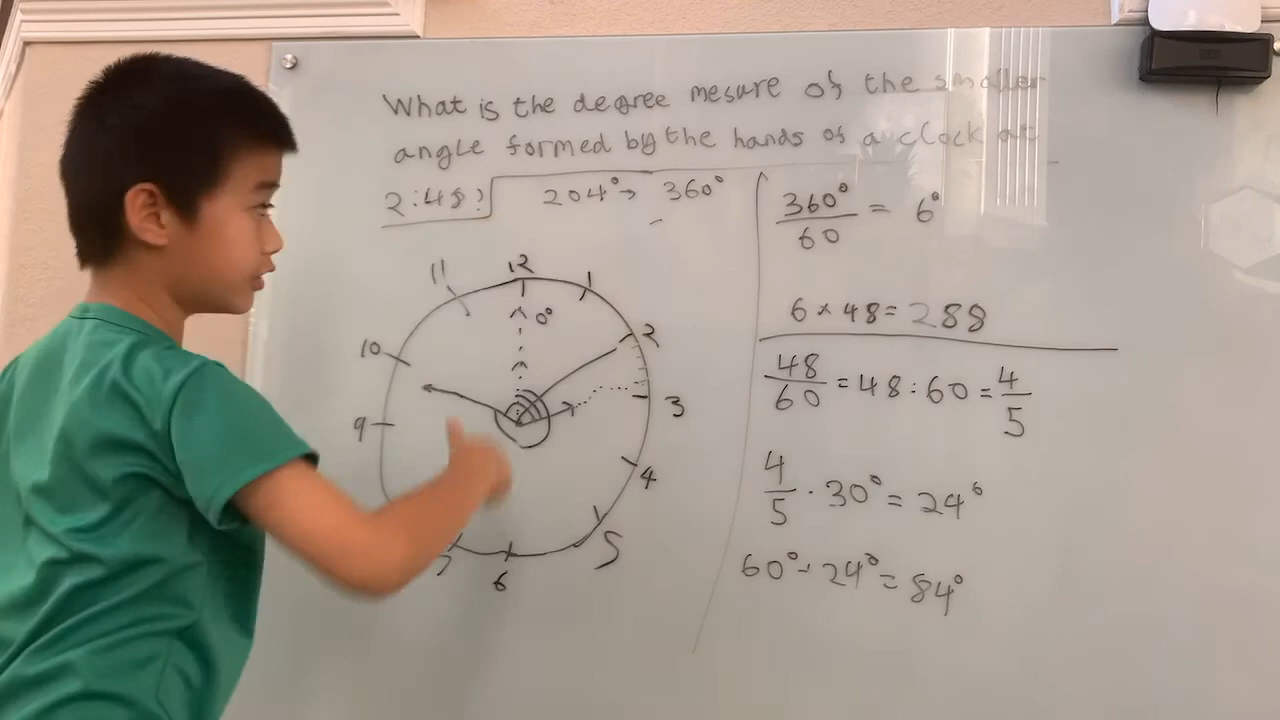 What is the degree mesure of the smaller
angle formed by the hands of a clock at
2:48?
204° → 360°
12
11
1
0°
10
2
9
3
4
7
6
5
360°/60 = 6°
6 × 48 = 288
48/60 = 48 : 60 = 4/5
4/5 · 30° = 24°
60° + 24° = 84°